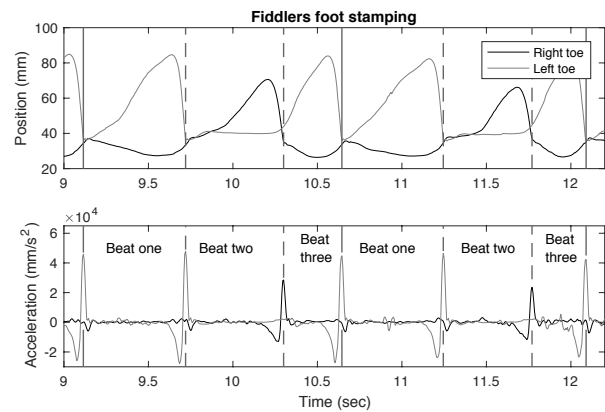 Fiddlers foot stamping
Position (mm)
100
80
60
40
20
Right toe
Left toe
9 9.5 10 10.5 11 11.5 12
Acceleration (mm/s²)
×10⁴
6
4
2
0
-2
Beat one Beat two Beat three Beat one Beat two Beat three
9 9.5 10 10.5 11 11.5 12
Time (sec)